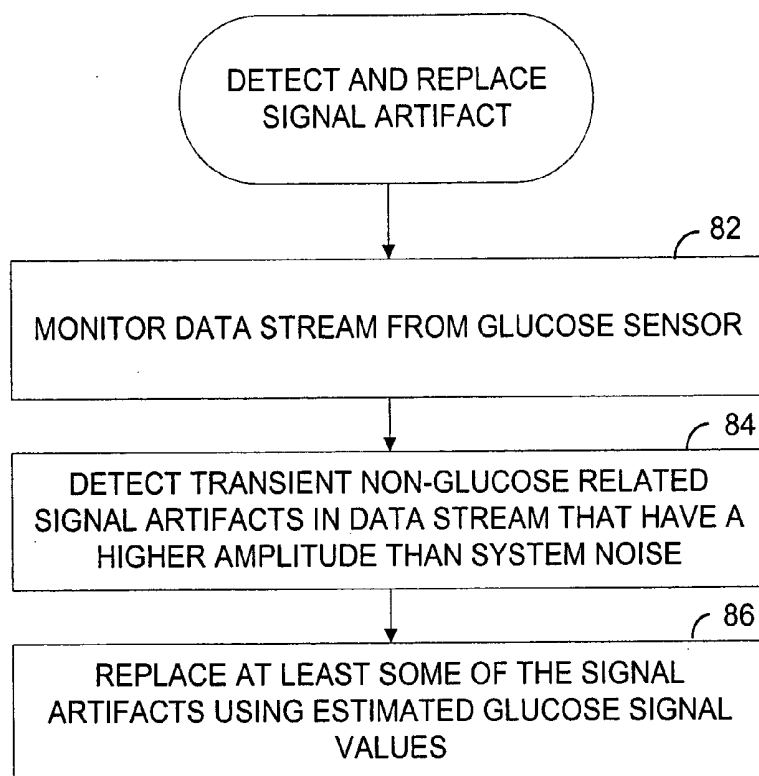 DETECT AND REPLACE
SIGNAL ARTIFACT
82
MONITOR DATA STREAM FROM GLUCOSE SENSOR
84
DETECT TRANSIENT NON-GLUCOSE RELATED
SIGNAL ARTIFACTS IN DATA STREAM THAT HAVE A
HIGHER AMPLITUDE THAN SYSTEM NOISE
86
REPLACE AT LEAST SOME OF THE SIGNAL
ARTIFACTS USING ESTIMATED GLUCOSE SIGNAL
VALUES